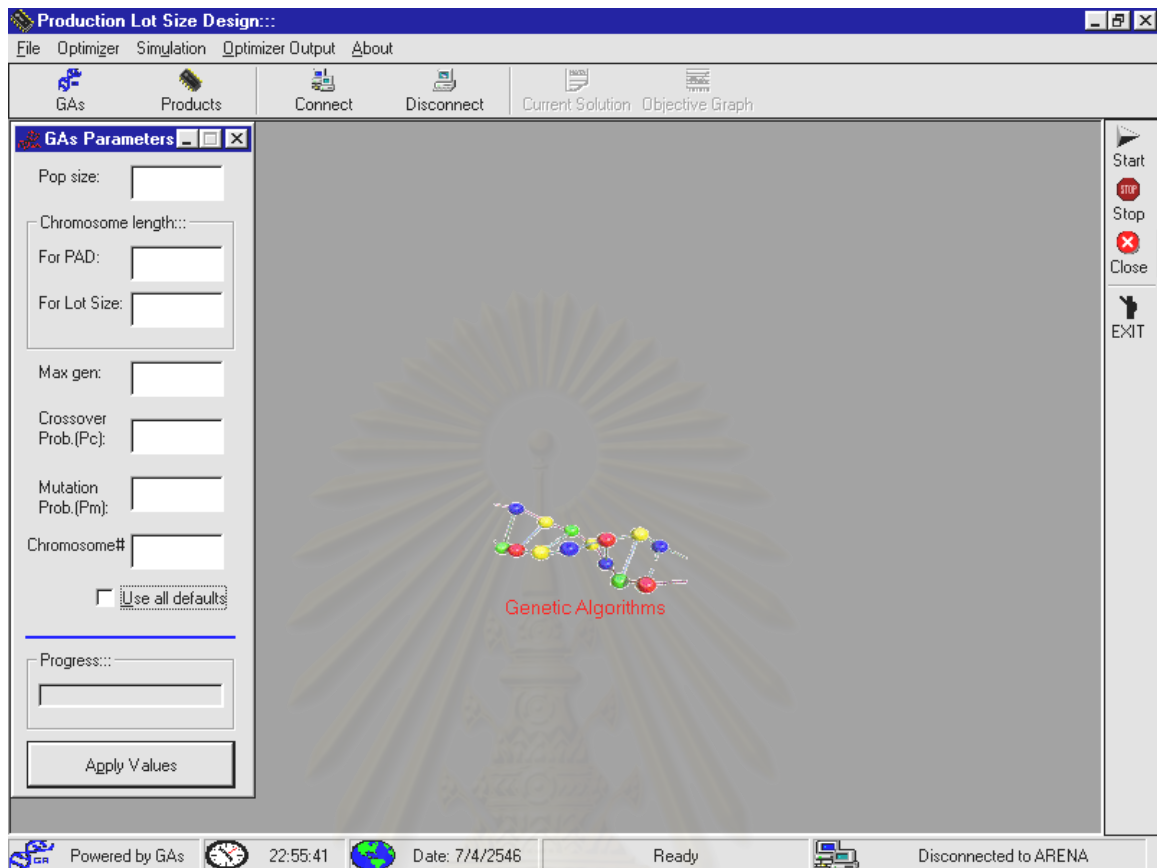 Production Lot Size Design:::
File Optimizer Simulation Optimizer Output About
GAs Products Connect Disconnect Current Solution Objective Graph
GAs Parameters
Pop size:
Chromosome length:::
For PAD:
For Lot Size:
Max gen:
Crossover
Prob.(Pc):
Mutation
Prob.(Pm):
Chromosome#
Use all defaults
Progress:::
Apply Values
Genetic Algorithms
Start
STOP
Stop
Close
EXIT
GA Powered by GAs 22:55:41 Date: 7/4/2546 Ready Disconnected to ARENA